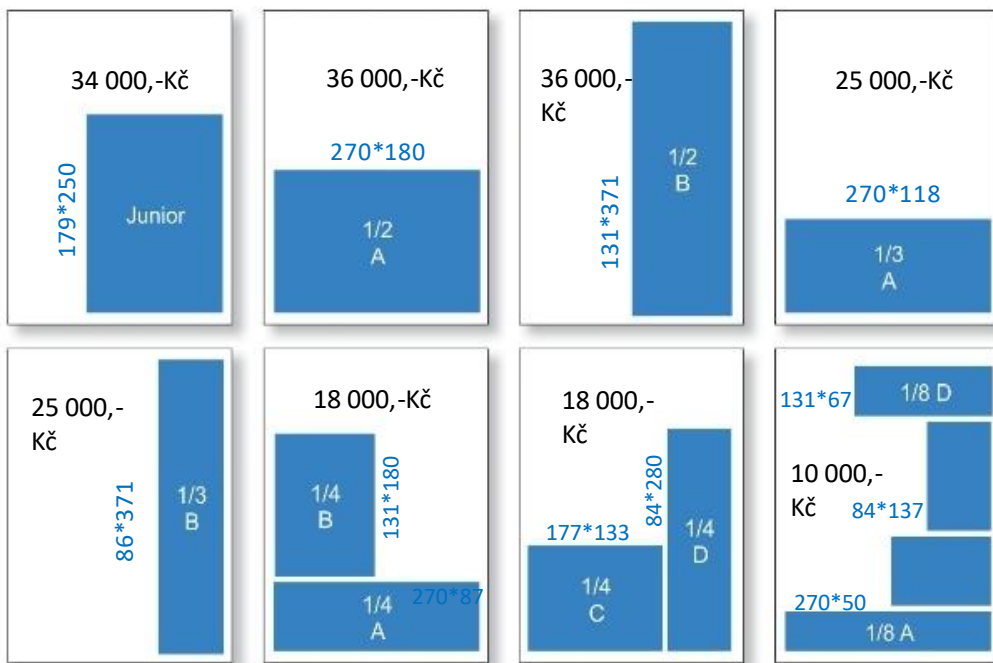 34 000,-Kč
179*250
Junior
36 000,-Kč
270*180
1/2
A
36 000,-
Kč
131*371
1/2
B
25 000,-Kč
270*118
1/3
A
25 000,-
Kč
86*371
1/3
B
18 000,-Kč
1/4
B
131*180
1/4
A
270*87
18 000,-
Kč
84*280
177*133
1/4
C
1/4
D
131*67
1/8 D
10 000,-
Kč
84*137
270*50
1/8 A